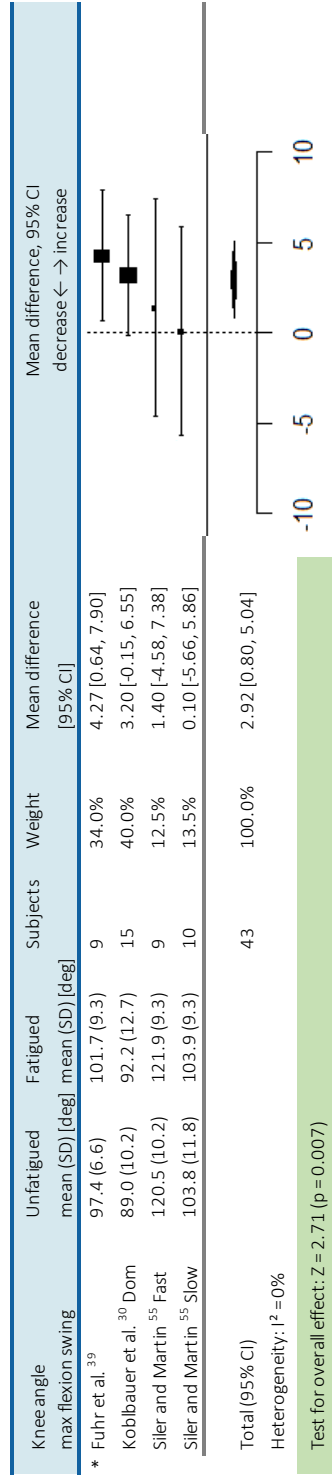 Kneeangle Unfatigued Fatigued Subjects Weight Mean difference Mean difference, 95% CI
max flexion swing mean (SD) [deg] mean (SD) [deg] [95% CI] decrease ← → increase
* Fuhr et al. 39 97.4 (6.6) 101.7 (9.3) 9 34.0% 4.27 [0.64, 7.90]
Koblbauer et al. 30 Dom 89.0 (10.2) 92.2 (12.7) 15 40.0% 3.20 [-0.15, 6.55]
Siler and Martin 55 Fast 120.5 (10.2) 121.9 (9.3) 9 12.5% 1.40 [-4.58, 7.38]
Siler and Martin 55 Slow 103.8 (11.8) 103.9 (9.3) 10 13.5% 0.10 [-5.66, 5.86]
Total (95% CI) 43 100.0% 2.92 [0.80, 5.04]
Heterogeneity: I² = 0%
-10 -5 0 5 10
Test for overall effect: Z = 2.71 (p = 0.007)